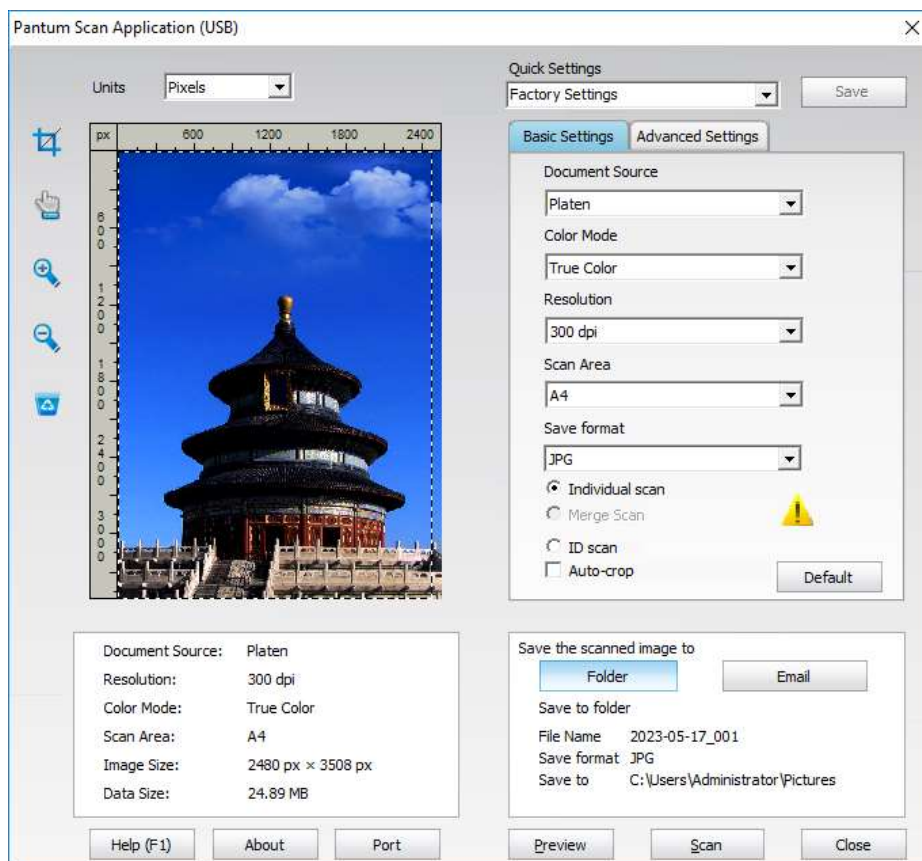 Pantum Scan Application (USB)
Units Pixels
Quick Settings
Factory Settings
Save
px 600 1200 1800 2400
600
1200
1800
2400
3000
Basic Settings
Advanced Settings
Document Source
Platen
Color Mode
True Color
Resolution
300 dpi
Scan Area
A4
Save format
JPG
Individual scan
Merge Scan
ID scan
Auto-crop
Default
Document Source: Platen
Resolution: 300 dpi
Color Mode: True Color
Scan Area: A4
Image Size: 2480 px × 3508 px
Data Size: 24.89 MB
Save the scanned image to
Folder Email
Save to folder
File Name 2023-05-17_001
Save format JPG
Save to C:\Users\Administrator\Pictures
Help (F1) About Port Preview Scan Close